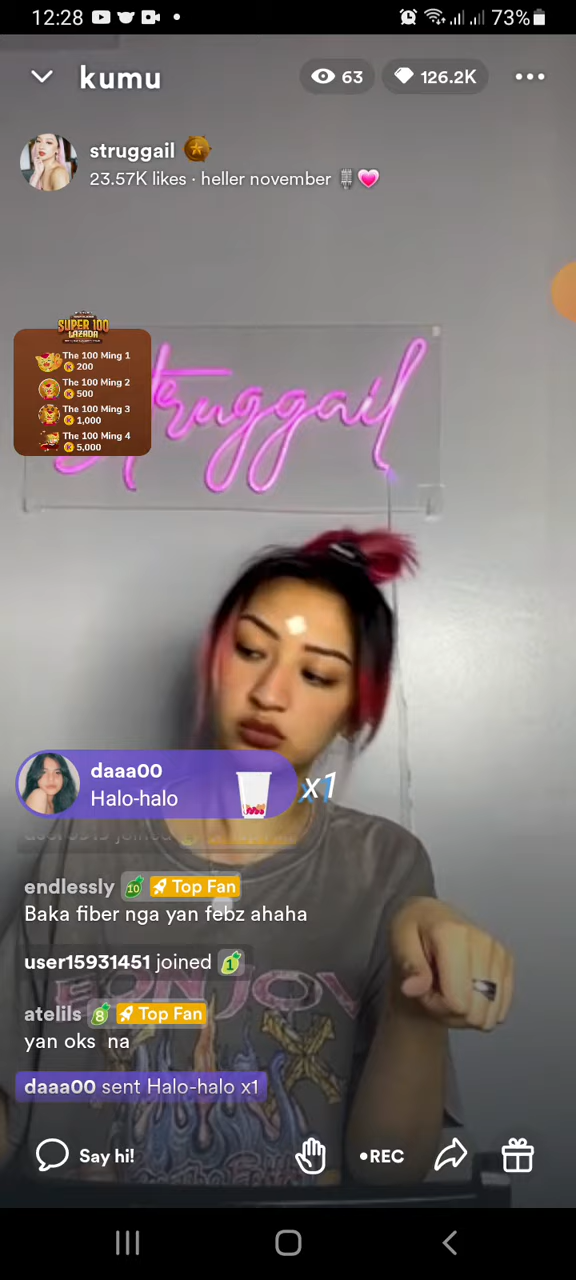 12:28
73%
kumu
63
126.2K
struggail
23.57K likes · heller november
SUPER 100
LAZADA
The 100 Ming 1
200
The 100 Ming 2
500
The 100 Ming 3
1,000
The 100 Ming 4
5,000
struggail
daaa00
Halo-halo
x1
joined
endlessly 10 Top Fan
Baka fiber nga yan febz ahaha
user15931451 joined 1
BON JOV
atelils 8 Top Fan
yan oks na
daaa00 sent Halo-halo x1
Say hi!
•REC